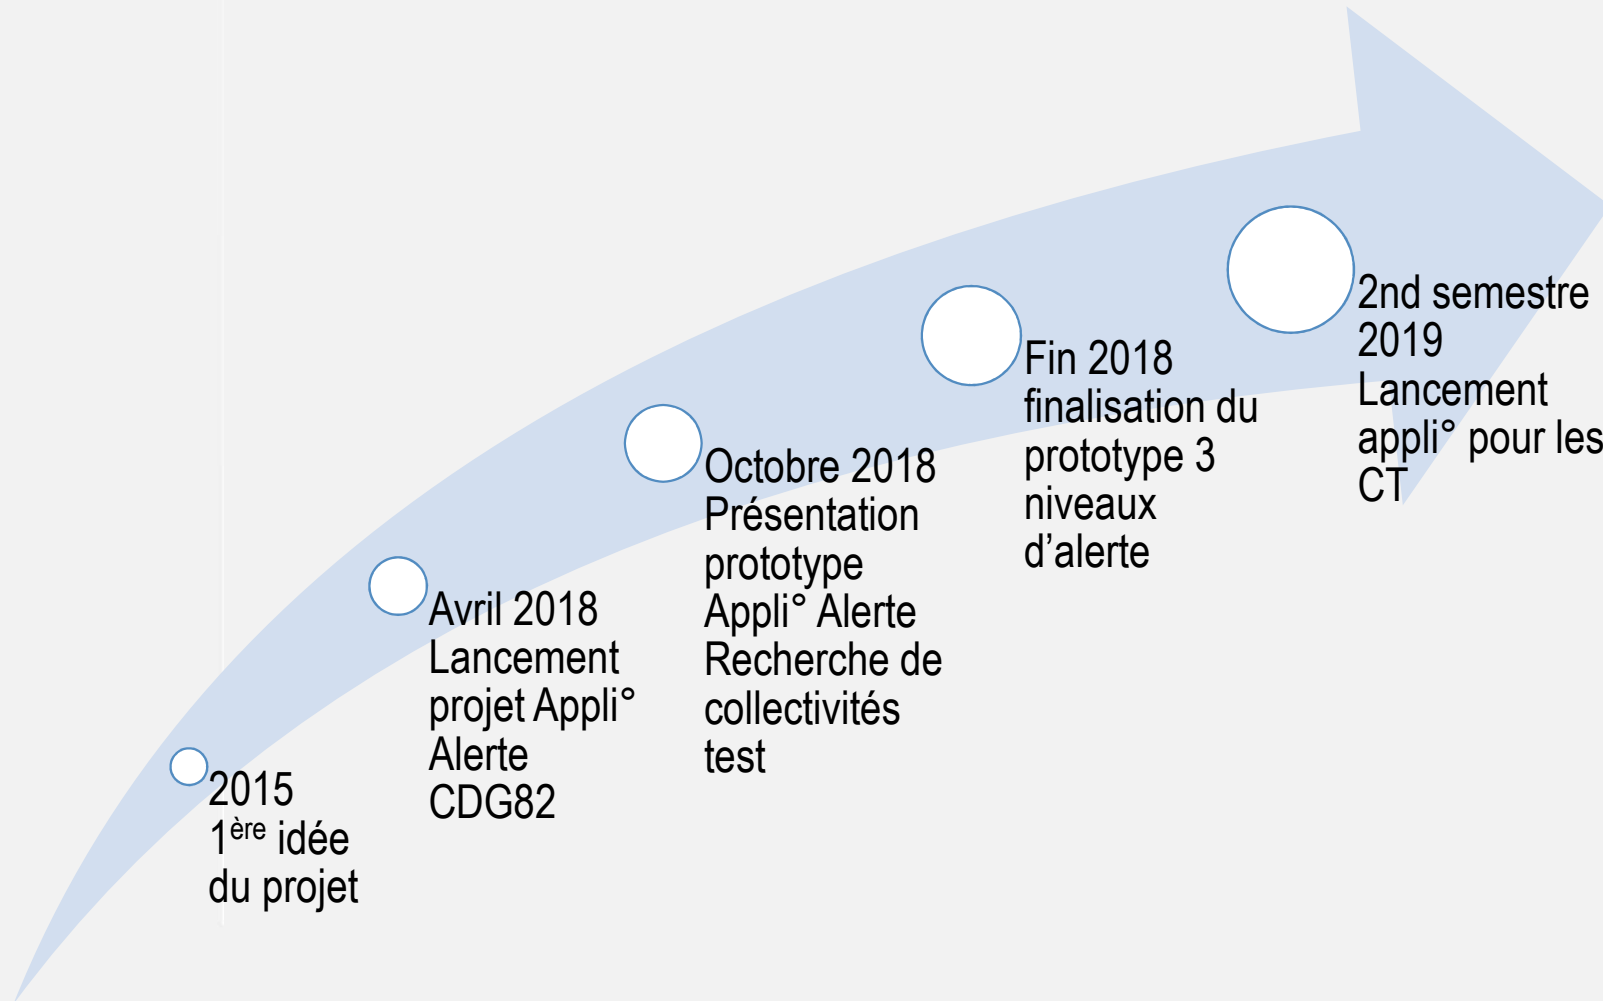 2015
1ère idée
du projet
Avril 2018
Lancement
projet Appli°
Alerte
CDG82
Octobre 2018
Présentation
prototype
Appli° Alerte
Recherche de
collectivités
test
Fin 2018
finalisation du
prototype 3
niveaux
d’alerte
2nd semestre
2019
Lancement
appli° pour les
CT